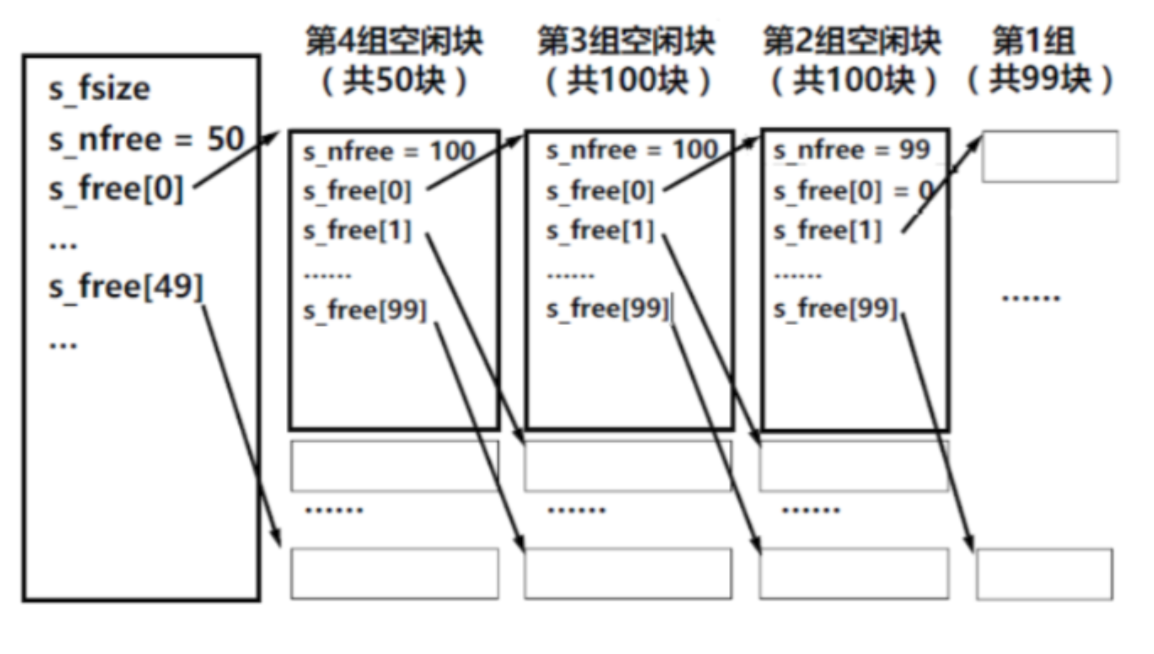 s_fsize
s_nfree = 50
s_free[0]
...
s_free[49]
...
第4组空闲块
（共50块）
s_nfree = 100
s_free[0]
s_free[1]
......
s_free[99]
......
第3组空闲块
（共100块）
s_nfree = 100
s_free[0]
s_free[1]
......
s_free[99]
......
第2组空闲块
（共100块）
s_nfree = 99
s_free[0] = 0
s_free[1]
......
s_free[99]
......
第1组
（共99块）
......